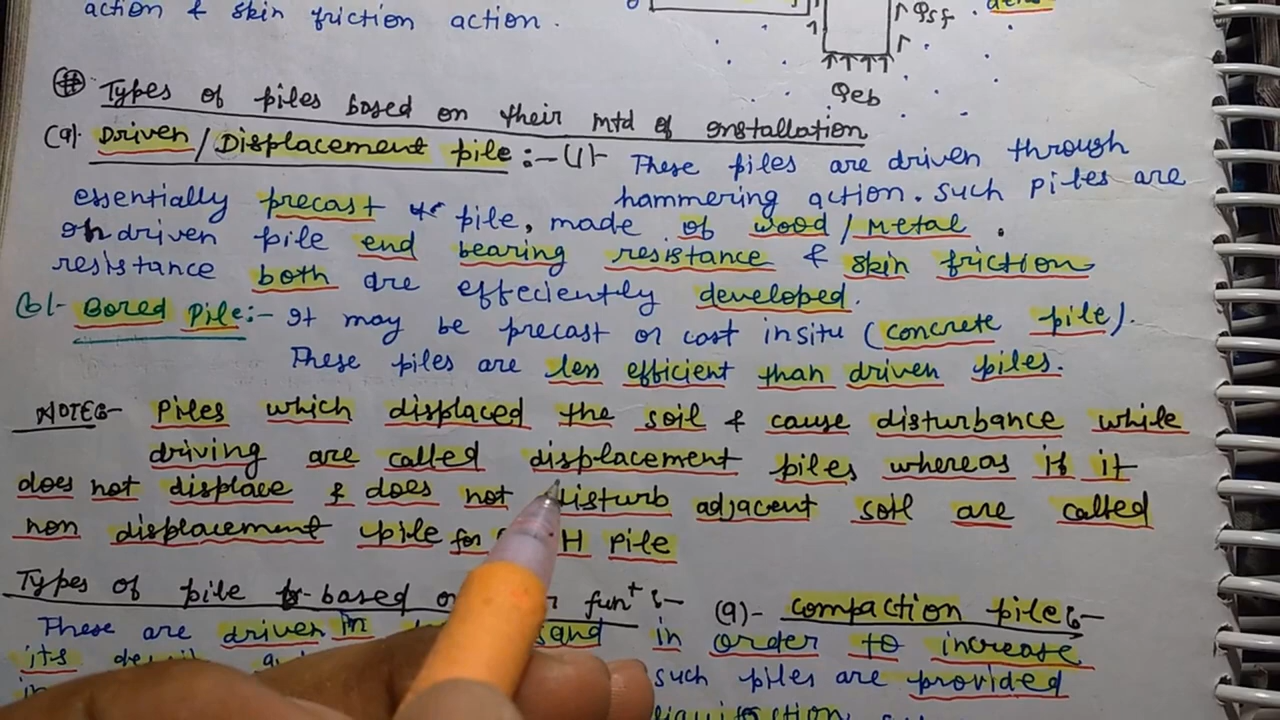 action & skin friction action.
Qsf
Qeb
# Types of piles based on their mtd of installation
(a)- Driven / Displacement pile :- (1)- These piles are driven through
hammering action. Such piles are
essentially precast pile, made of wood / Metal.
On driven pile end bearing resistance & skin friction
resistance both are effeciently developed.
(b)- Bored Pile:- It may be precast or cast insitu (concrete pile).
These piles are less efficient than driven piles.
NOTE:- Piles which displaced the soil & cause disturbance while
driving are called displacement piles whereas if it
does not displace & does not disturb adjacent soil are called
non displacement pile for H Pile
Types of pile based fun^t :- (a)- compaction pile:-
These are driven in sand in order to increase
its
such piles are provided